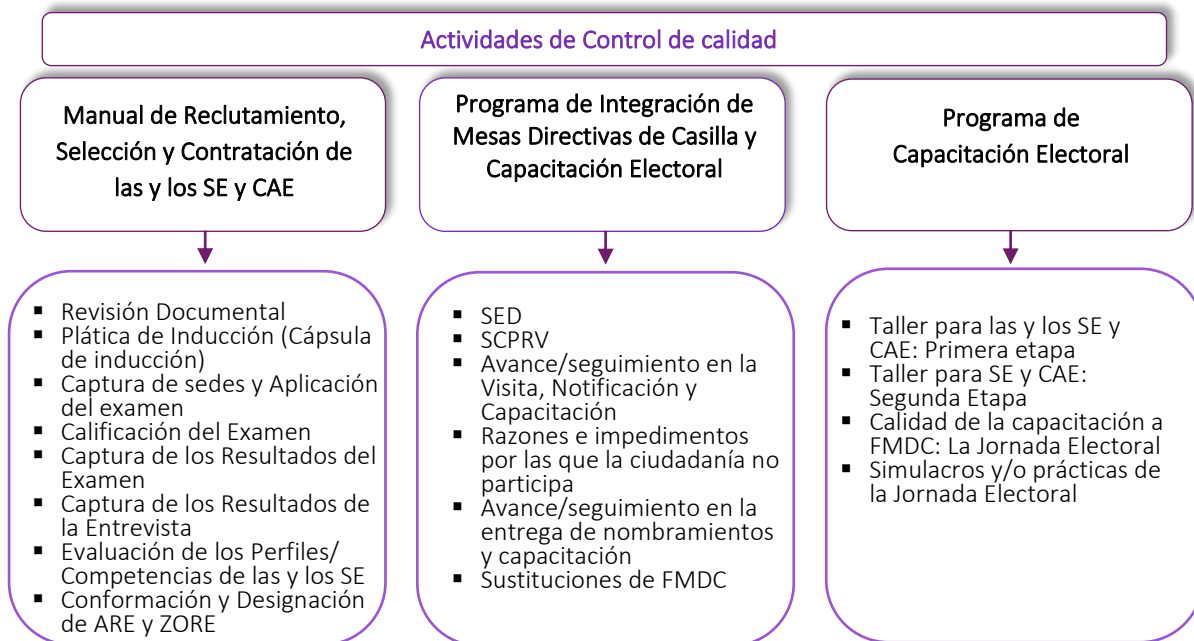 Actividades de Control de calidad
Manual de Reclutamiento,
Selección y Contratación de
las y los SE y CAE
▪ Revisión Documental
▪ Plática de Inducción (Cápsula
de inducción)
▪ Captura de sedes y Aplicación
del examen
▪ Calificación del Examen
▪ Captura de los Resultados del
Examen
▪ Captura de los Resultados de
la Entrevista
▪ Evaluación de los Perfiles/
Competencias de las y los SE
▪ Conformación y Designación
de ARE y ZORE
Programa de Integración de
Mesas Directivas de Casilla y
Capacitación Electoral
▪ SED
▪ SCPRV
▪ Avance/seguimiento en la
Visita, Notificación y
Capacitación
▪ Razones e impedimentos
por las que la ciudadanía no
participa
▪ Avance/seguimiento en la
entrega de nombramientos
y capacitación
▪ Sustituciones de FMDC
Programa de
Capacitación Electoral
▪ Taller para las y los SE y
CAE: Primera etapa
▪ Taller para SE y CAE:
Segunda Etapa
▪ Calidad de la capacitación a
FMDC: La Jornada Electoral
▪ Simulacros y/o prácticas de
la Jornada Electoral